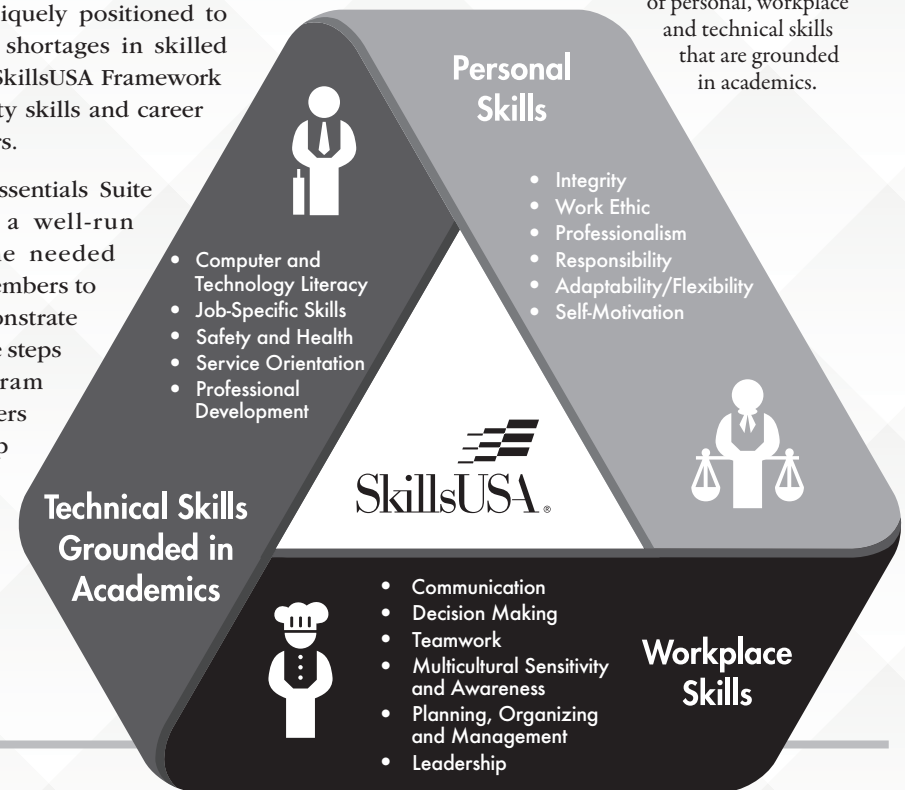 iquely positioned to
shortages in skilled
SkillsUSA Framework
ty skills and career
rs.
ssentials Suite
a well-run
e needed
embers to
onstrate
e steps
ram
ers
p
of personal, workplace
and technical skills
that are grounded
in academics.
Personal
Skills
• Integrity
• Work Ethic
• Professionalism
• Responsibility
• Adaptability/Flexibility
• Self-Motivation
• Computer and
Technology Literacy
• Job-Specific Skills
• Safety and Health
• Service Orientation
• Professional
Development
Technical Skills
Grounded in
Academics
SkillsUSA®
• Communication
• Decision Making
• Teamwork
• Multicultural Sensitivity
and Awareness
• Planning, Organizing
and Management
• Leadership
Workplace
Skills